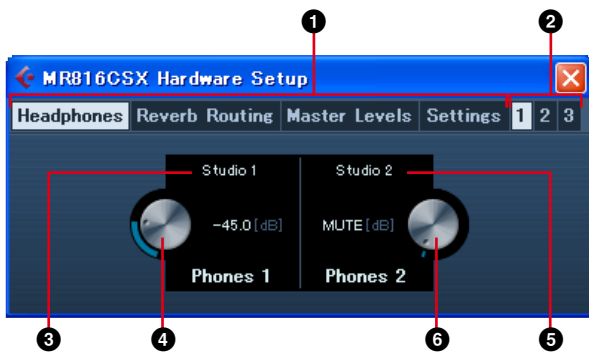 1 2
MR816CSX Hardware Setup
Headphones Reverb Routing Master Levels Settings 1 2 3
Studio 1 Studio 2
-45.0[dB] MUTE[dB]
Phones 1 Phones 2
3 4 6 5